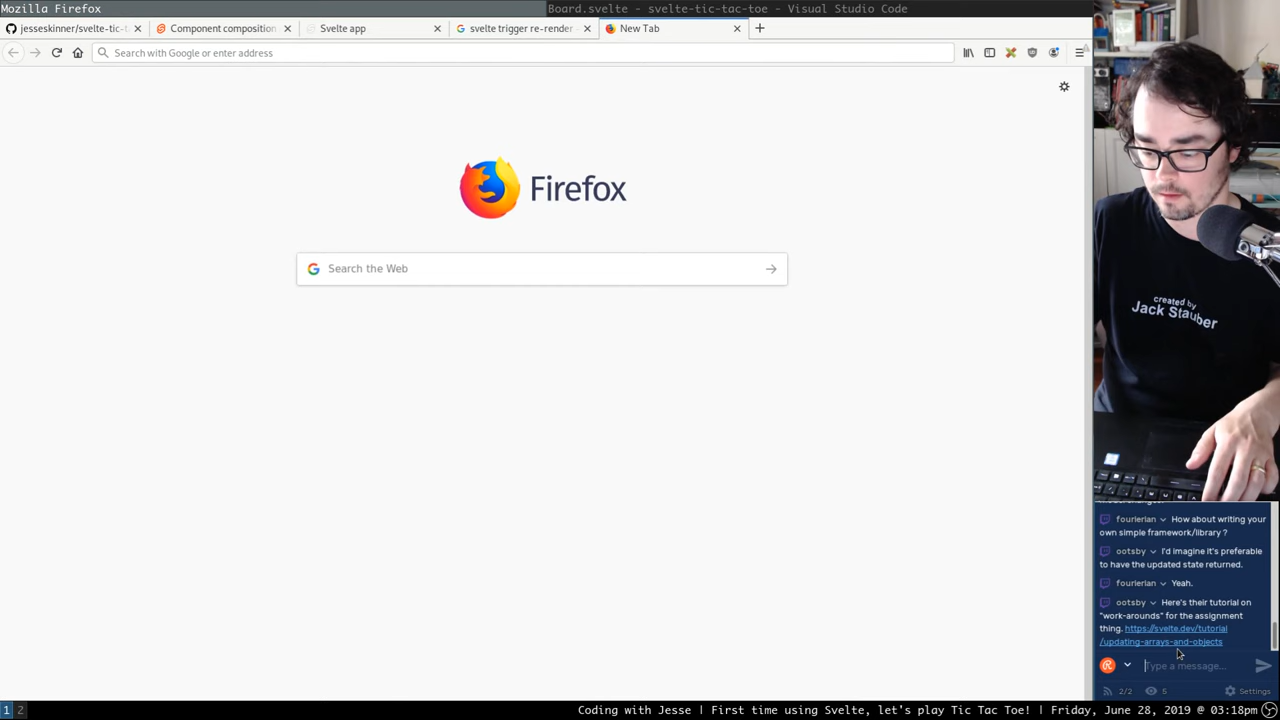 Mozilla Firefox
Board.svelte - svelte-tic-tac-toe - Visual Studio Code
jesseskinner/svelte-tic-t
Component composition
Svelte app
svelte trigger re-render
New Tab
Search with Google or enter address
Firefox
Search the Web
created by
Jack Stauber
fourierian How about writing your
own simple framework/library ?
ootsby I'd imagine it's preferable
to have the updated state returned.
fourierian Yeah.
ootsby Here's their tutorial on
"work-arounds" for the assignment
thing. https://svelte.dev/tutorial
/updating-arrays-and-objects
Type a message...
2/2 5 Settings
1 2
Coding with Jesse | First time using Svelte, let's play Tic Tac Toe! | Friday, June 28, 2019 @ 03:18pm